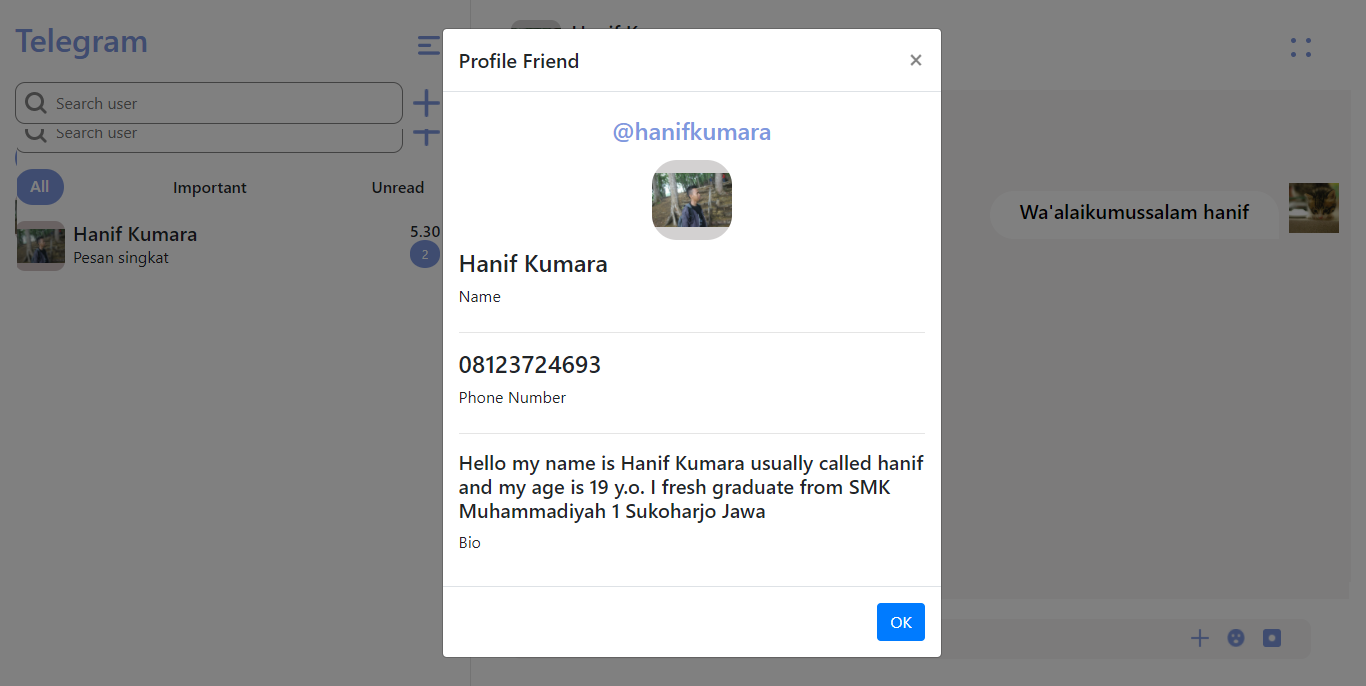 Telegram
Search user
Search user
All Important Unread
Hanif Kumara 5.30
Pesan singkat 2
Profile Friend ×
@hanifkumara
Hanif Kumara
Name
08123724693
Phone Number
Hello my name is Hanif Kumara usually called hanif
and my age is 19 y.o. I fresh graduate from SMK
Muhammadiyah 1 Sukoharjo Jawa
Bio
OK
Wa'alaikumussalam hanif